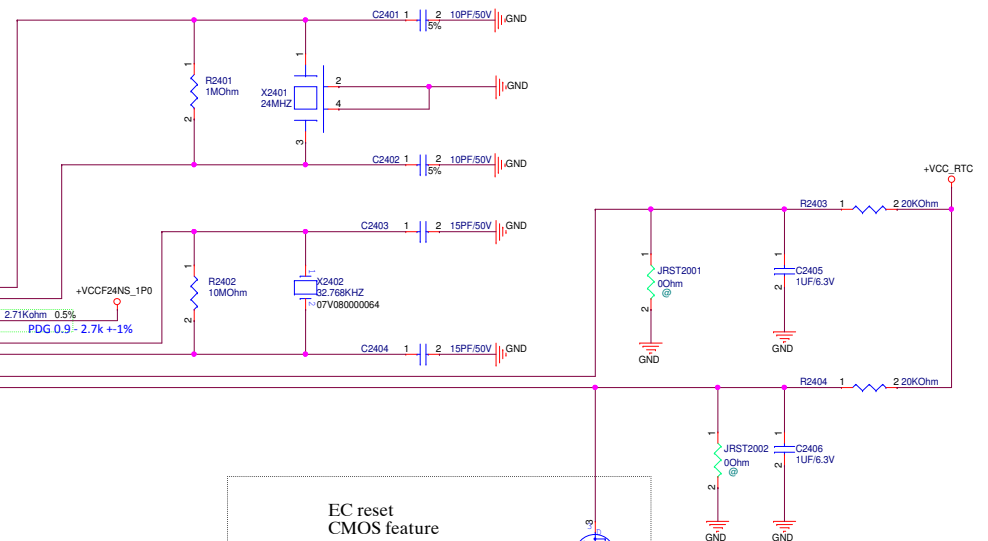 C2401 1 2 10PF/50V GND
5%
1
1
R2401
1MOhm
X2401
24MHZ
2
GND
4
2
3
C2402 1 2 10PF/50V GND
5%
+VCC_RTC
R2403 1 2 20KOhm
C2403 1 2 15PF/50V GND
1
1
1
1
JRST2001
0Ohm
@
C2405
1UF/6.3V
R2402
10MOhm
X2402
32.768KHZ
07V080000064
+VCCF24NS_1P0
2
2
2
2
2.71Kohm 0.5%
PDG 0.9 - 2.7k +-1%
GND
GND
C2404 1 2 15PF/50V GND
R2404 1 2 20KOhm
1
1
JRST2002
0Ohm
@
C2406
1UF/6.3V
2
2
EC reset
CMOS feature
3
GND
GND